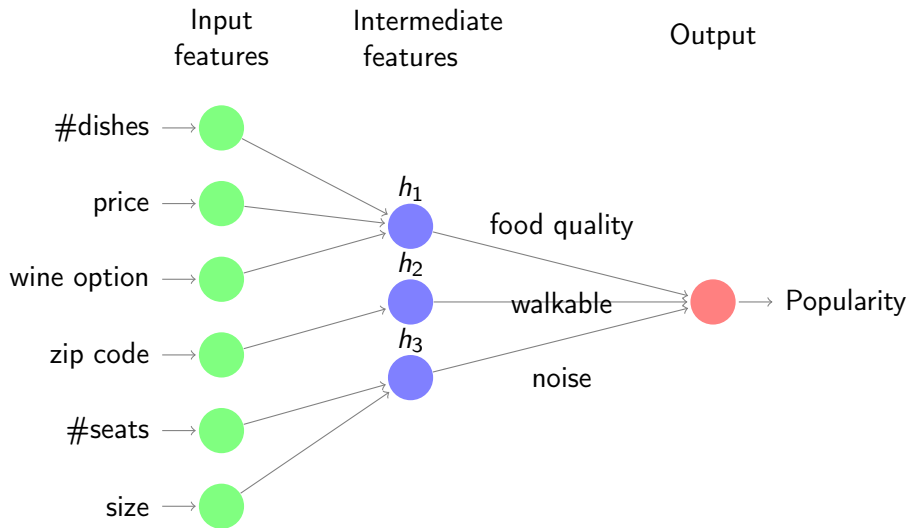 Input
features
Intermediate
features
Output
#dishes
price
wine option
zip code
#seats
size
h₁
h₂
h₃
food quality
walkable
noise
Popularity